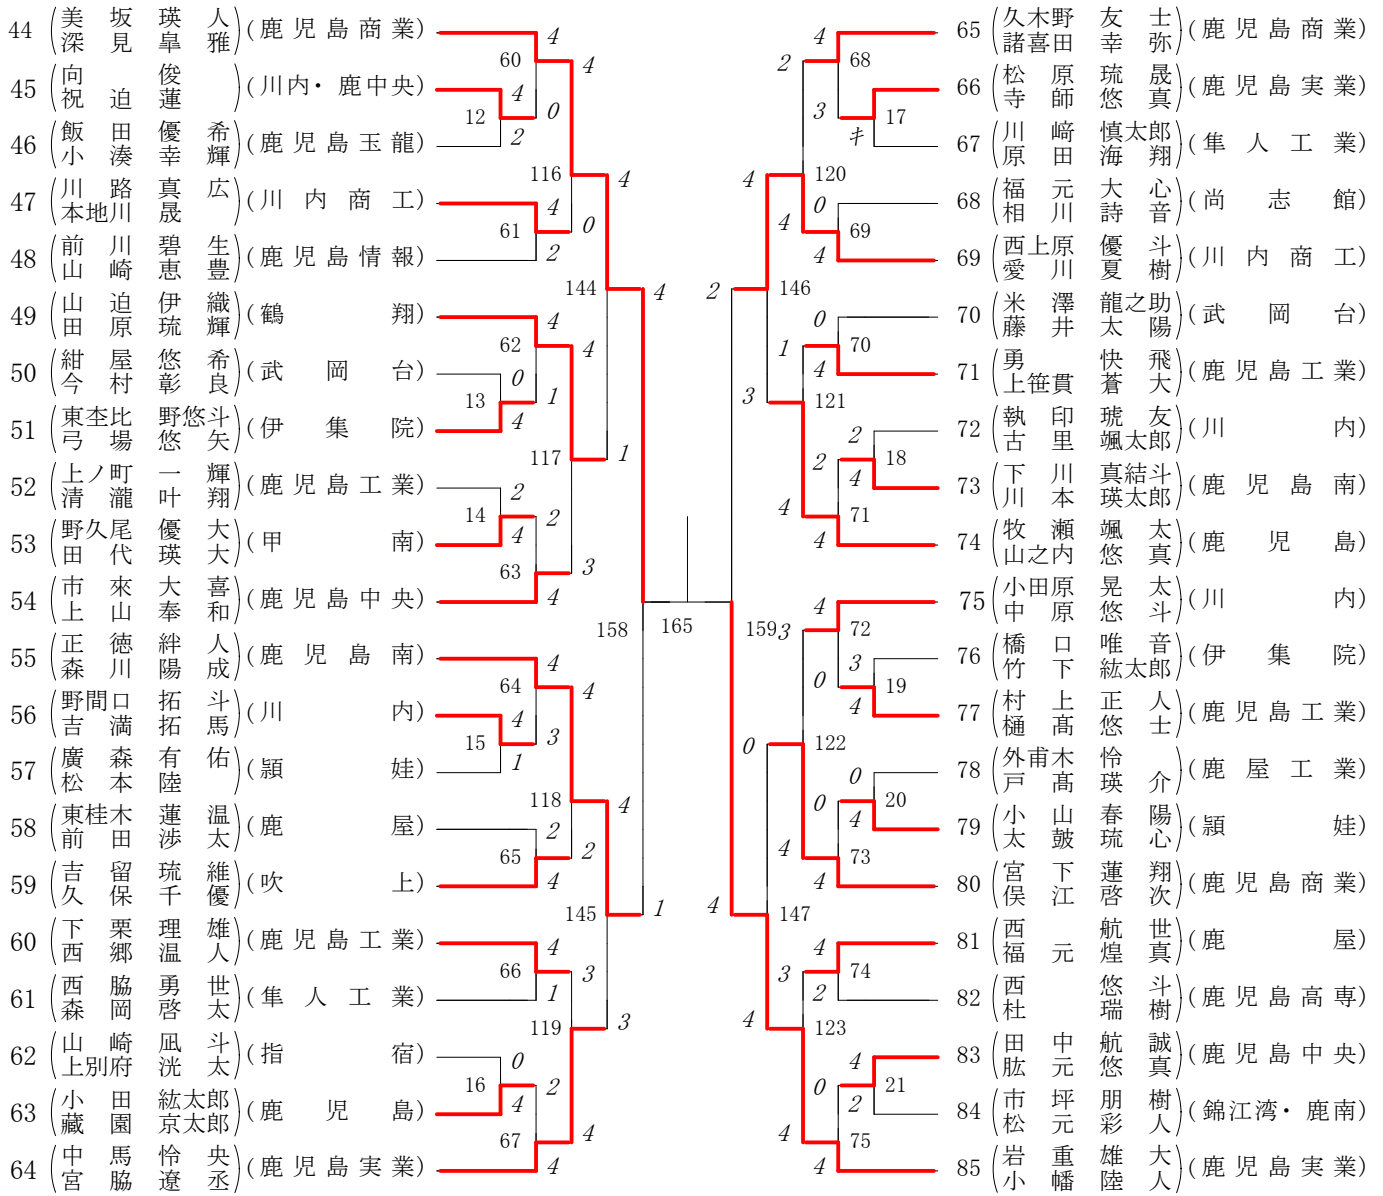 44 (美坂瑛人 深見皐雅)(鹿児島商業)
45 (向俊 祝迫蓮)(川内・鹿中央)
46 (飯田優希 小湊幸輝)(鹿児島玉龍)
47 (川路真広 本地川晟)(川内商工)
48 (前川碧生 山崎恵豊)(鹿児島情報)
49 (山迫伊織 田原琉輝)(鶴翔)
50 (紺屋悠希 今村彰良)(武岡台)
51 (東杢比野悠斗 弓場悠矢)(伊集院)
52 (上ノ町一輝 清瀧叶翔)(鹿児島工業)
53 (野久尾優大 田代瑛大)(甲南)
54 (市來大喜 上山奉和)(鹿児島中央)
55 (正徳絆人 森川陽成)(鹿児島南)
56 (野間口拓斗 吉満拓馬)(川内)
57 (廣森有佑 松本陸)(頴娃)
58 (東桂木蓮温 前田渉太)(鹿屋)
59 (吉留琉維 久保千優)(吹上)
60 (下栗理雄 西郷温人)(鹿児島工業)
61 (西脇勇世 森岡啓太)(隼人工業)
62 (山崎凪斗 上別府洸太)(指宿)
63 (小田紘太郎 藏園京太郎)(鹿児島)
64 (中馬怜央 宮脇遼丞)(鹿児島実業)
4
60
4
4
12
0
2
116
4
4
61
0
2
144
4
4
62
4
0
13
1
4
117
1
2
14
2
4
63
3
4
158
165
4
64
4
4
15
3
1
118
4
2
65
2
4
145
1
4
66
3
1
119
3
0
16
2
4
67
4
4
4
68
2
3
17
キ
120
4
0
4
69
4
2
146
0
1
70
4
3
121
2
2
18
4
4
71
4
159
4
3
72
3
0
19
4
0
122
0
0
20
4
4
73
4
4
147
4
74
3
2
4
123
4
0
21
2
4
75
4
65 (久木野友士 諸喜田幸弥)(鹿児島商業)
66 (松原琉晟 寺師悠真)(鹿児島実業)
67 (川﨑慎太郎 原田海翔)(隼人工業)
68 (福元大心 相川詩音)(尚志館)
69 (西上原優斗 愛川夏樹)(川内商工)
70 (米澤龍之助 藤井太陽)(武岡台)
71 (勇快飛 上笹貫蒼大)(鹿児島工業)
72 (執印琥友 古里颯太郎)(川内)
73 (下川真結斗 川本瑛太郎)(鹿児島南)
74 (牧瀬颯太 山之内悠真)(鹿児島)
75 (小田原晃太 中原悠斗)(川内)
76 (橋口唯音 竹下紘太郎)(伊集院)
77 (村上正人 樋髙悠士)(鹿児島工業)
78 (外甫木怜 戸髙瑛介)(鹿屋工業)
79 (小山春陽 太鼓琉心)(頴娃)
80 (宮下蓮翔 俣江啓次)(鹿児島商業)
81 (西航世 福元煌真)(鹿屋)
82 (西悠斗 杜瑞樹)(鹿児島高専)
83 (田中航誠 肱元悠真)(鹿児島中央)
84 (市坪朋樹 松元彩人)(錦江湾・鹿南)
85 (岩重雄大 小幡陸人)(鹿児島実業)